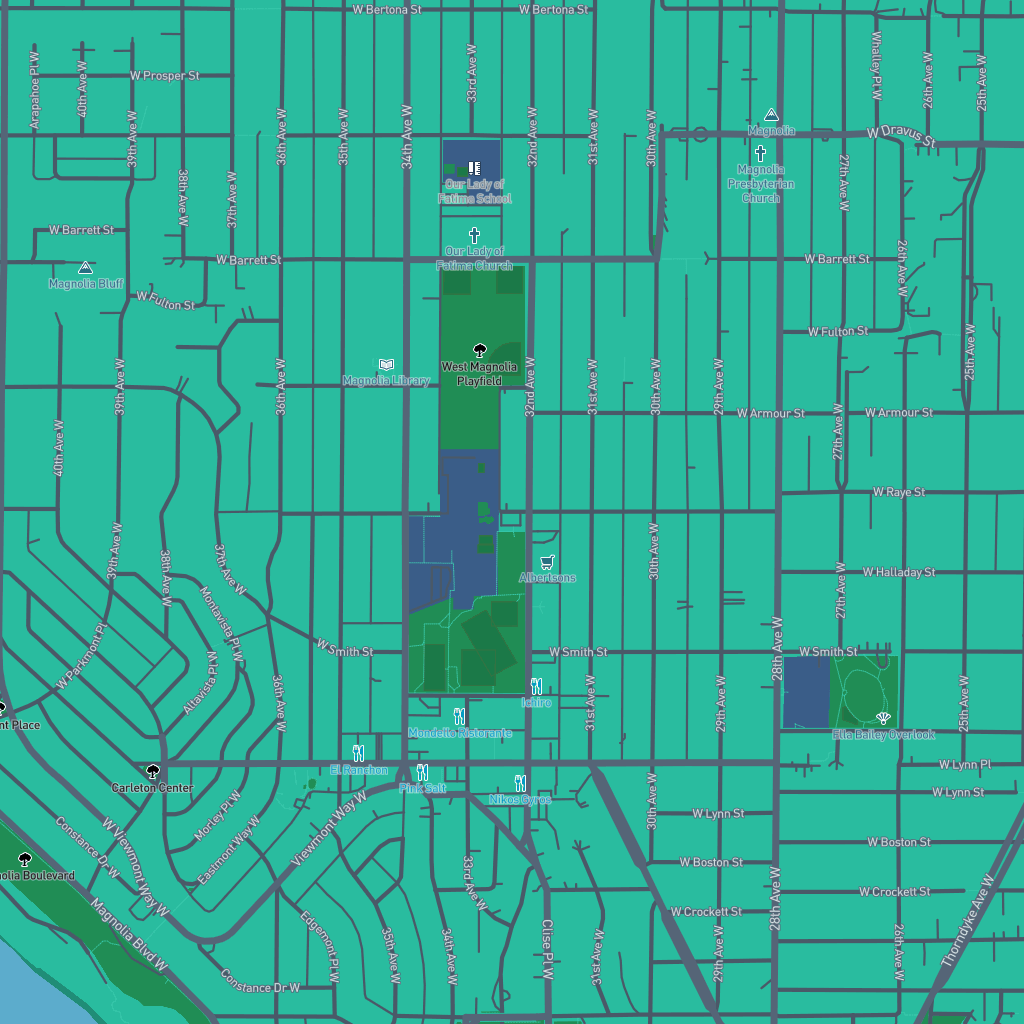 W Bertona St
W Bertona St
Arapahoe Pl W
40th Ave W
W Prosper St
33rd Ave W
Whalley Pl W
26th Ave W
25th Ave W
39th Ave W
36th Ave W
35th Ave W
34th Ave W
32nd Ave W
31st Ave W
30th Ave W
Magnolia
W Dravus St
38th Ave W
37th Ave W
Our Lady of
Fatima School
Magnolia
Presbyterian
Church
27th Ave W
W Barrett St
W Barrett St
Our Lady of
Fatima Church
W Barrett St
26th Ave W
Magnolia Bluff
W Fulton St
W Fulton St
39th Ave W
36th Ave W
Magnolia Library
West Magnolia
Playfield
32nd Ave W
31st Ave W
30th Ave W
29th Ave W
25th Ave W
W Armour St
W Armour St
40th Ave W
27th Ave W
W Raye St
39th Ave W
38th Ave W
37th Ave W
30th Ave W
Albertsons
W Halladay St
27th Ave W
Montavista Pl W
W Parkmont Pl
Altavista Pl W
W Smith St
W Smith St
28th Ave W
W Smith St
36th Ave W
Ichiro
31st Ave W
29th Ave W
25th Ave W
nt Place
Mondello Ristorante
Ella Bailey Overlook
Carleton Center
El Ranchon
Pink Salt
Nikos Gyros
30th Ave W
W Lynn Pl
W Lynn St
W Lynn St
Morley Pl W
Eastmont Way W
Viewmont Way W
Constance Dr W
W Viewmont Way W
W Boston St
W Boston St
nolia Boulevard
33rd Ave W
28th Ave W
W Crockett St
W Crockett St
Magnolia Blvd W
Edgemont Pl W
35th Ave W
34th Ave W
Clise Pl W
31st Ave W
29th Ave W
26th Ave W
Thorndyke Ave W
Constance Dr W